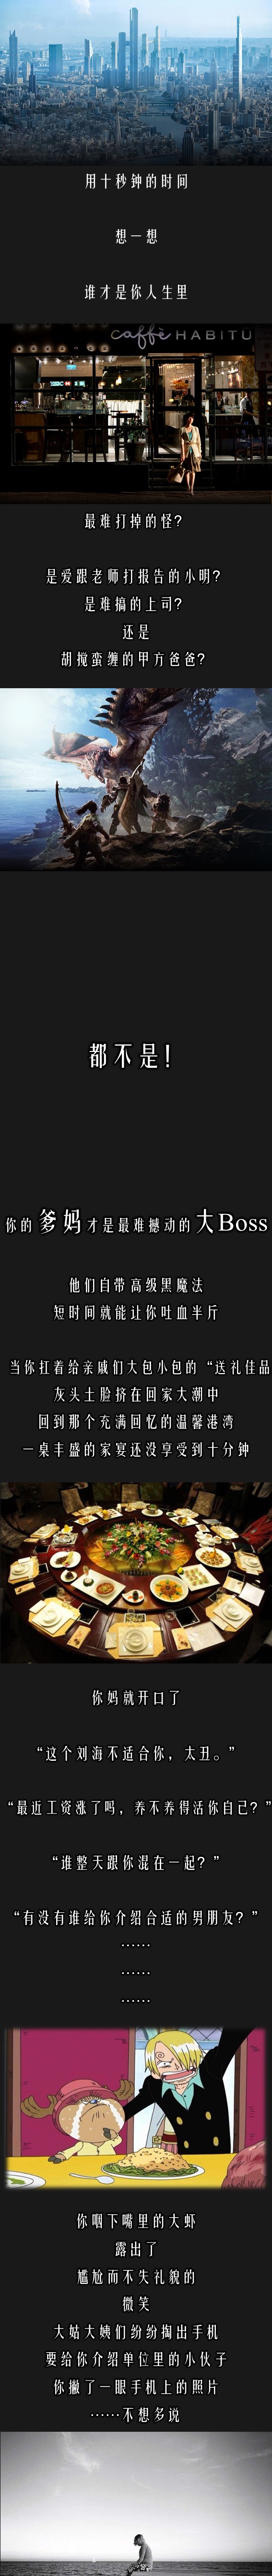 用十秒钟的时间
想一想
谁才是你人生里
caffè HABITU
最难打掉的怪?
是爱跟老师打报告的小明?
是难搞的上司?
还是
胡搅蛮缠的甲方爸爸?
都不是!
你的爹妈才是最难撼动的大Boss
他们自带高级黑魔法
短时间就能让你吐血半斤
当你扛着给亲戚们大包小包的“送礼佳品
灰头土脸挤在回家大潮中
回到那个充满回忆的温馨港湾
一桌丰盛的家宴还没享受到十分钟
你妈就开口了
“这个刘海不适合你，太丑。”
“最近工资涨了吗，养不养得活你自己？”
“谁整天跟你混在一起？”
“有没有谁给你介绍合适的男朋友？”
……
……
……
你咽下嘴里的大虾
露出了
尴尬而不失礼貌的
微笑
大姑大姨们纷纷掏出手机
要给你介绍单位里的小伙子
你撇了一眼手机上的照片
……不想多说